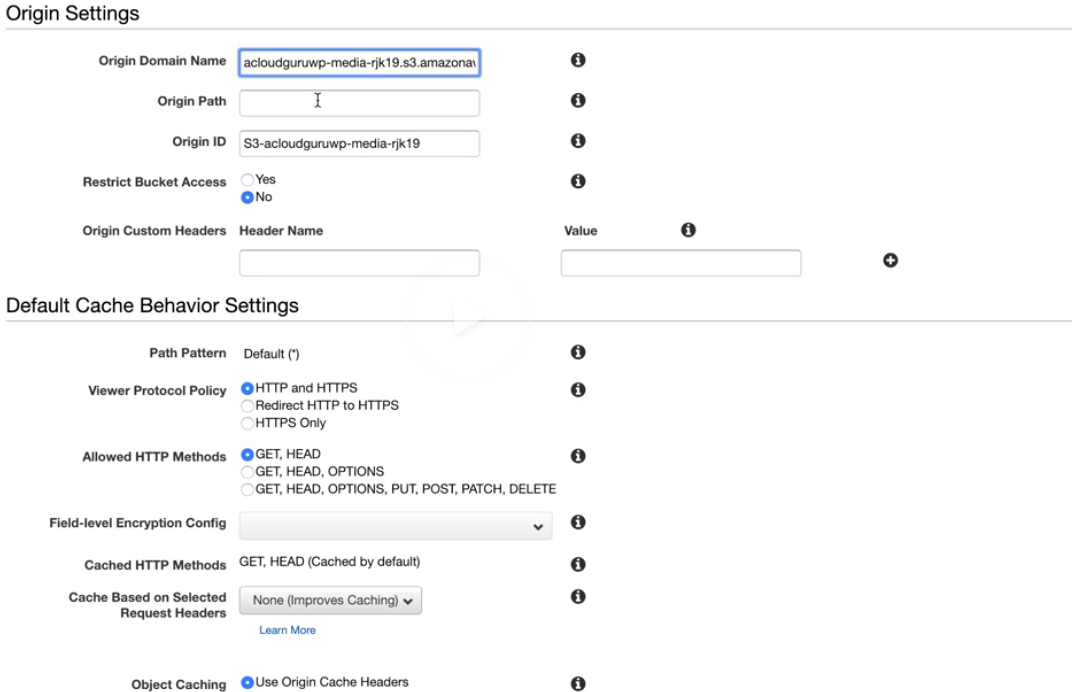 Origin Settings
Origin Domain Name acloudguruwp-media-rjk19.s3.amazonav
Origin Path
Origin ID S3-acloudguruwp-media-rjk19
Restrict Bucket Access Yes
No
Origin Custom Headers Header Name Value
Default Cache Behavior Settings
Path Pattern Default (*)
Viewer Protocol Policy HTTP and HTTPS
Redirect HTTP to HTTPS
HTTPS Only
Allowed HTTP Methods GET, HEAD
GET, HEAD, OPTIONS
GET, HEAD, OPTIONS, PUT, POST, PATCH, DELETE
Field-level Encryption Config
Cached HTTP Methods GET, HEAD (Cached by default)
Cache Based on Selected
Request Headers None (Improves Caching)
Learn More
Object Caching Use Origin Cache Headers